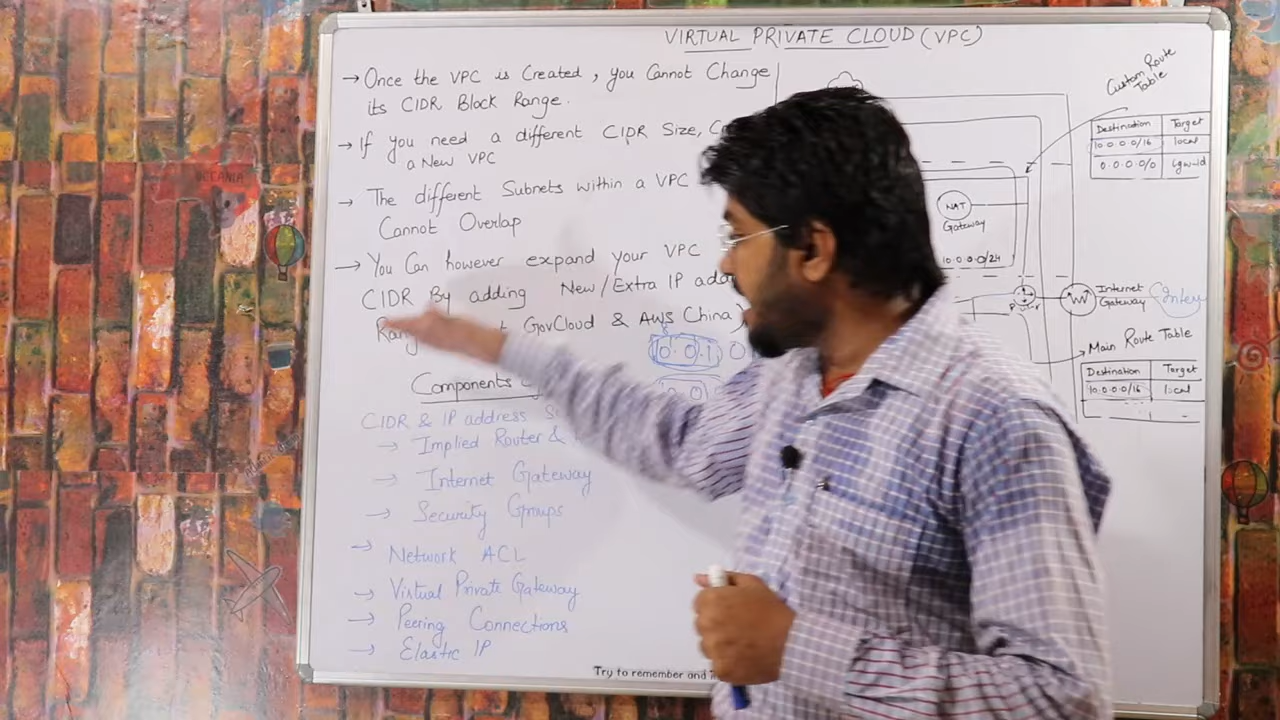 VIRTUAL PRIVATE CLOUD (VPC)
→ Once the VPC is Created, you Cannot Change
its CIDR Block Range.
→ If you need a different CIDR Size,
a New VPC
→ The different Subnets within a VPC
Cannot Overlap
→ You Can however expand your VPC
CIDR By adding New/Extra IP
GovCloud & AWS China)
10.0.1.0
Components
CIDR & IP address
→ Implied Router &
→ Internet Gateway
→ Security Groups
→ Network ACL
→ Virtual Private Gateway
→ Peering Connections
→ Elastic IP
Try to remember and
Custom Route
Table
Destination Target
10.0.0.0/16 local
0.0.0.0/0 igw-id
NAT
Gateway
10.0.0.0/24
Internet
Gateway
Main Route Table
Destination Target
10.0.0.0/16 local
OCEANIA